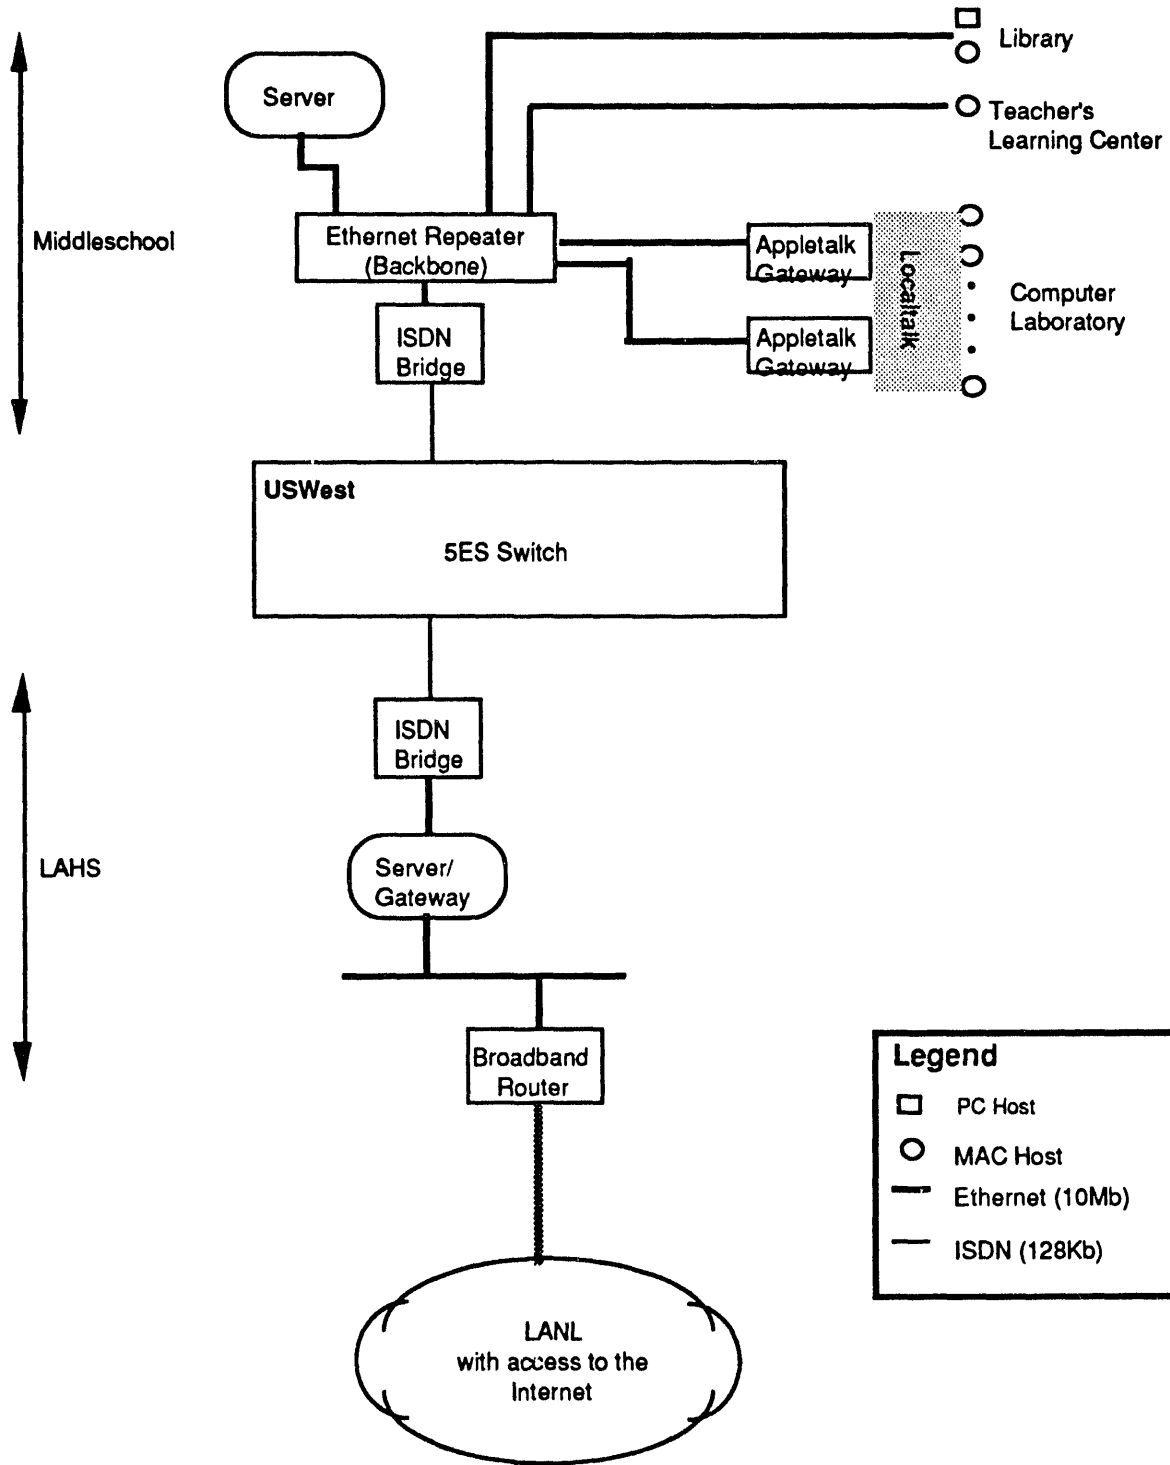 Library
Server
Teacher's
Learning Center
Middleschool
Ethernet Repeater
(Backbone)
Appletalk
Gateway
Localtalk
Computer
Laboratory
ISDN
Bridge
Appletalk
Gateway
USWest
5ES Switch
ISDN
Bridge
LAHS
Server/
Gateway
Broadband
Router
Legend
PC Host
MAC Host
Ethernet (10Mb)
ISDN (128Kb)
LANL
with access to the
Internet